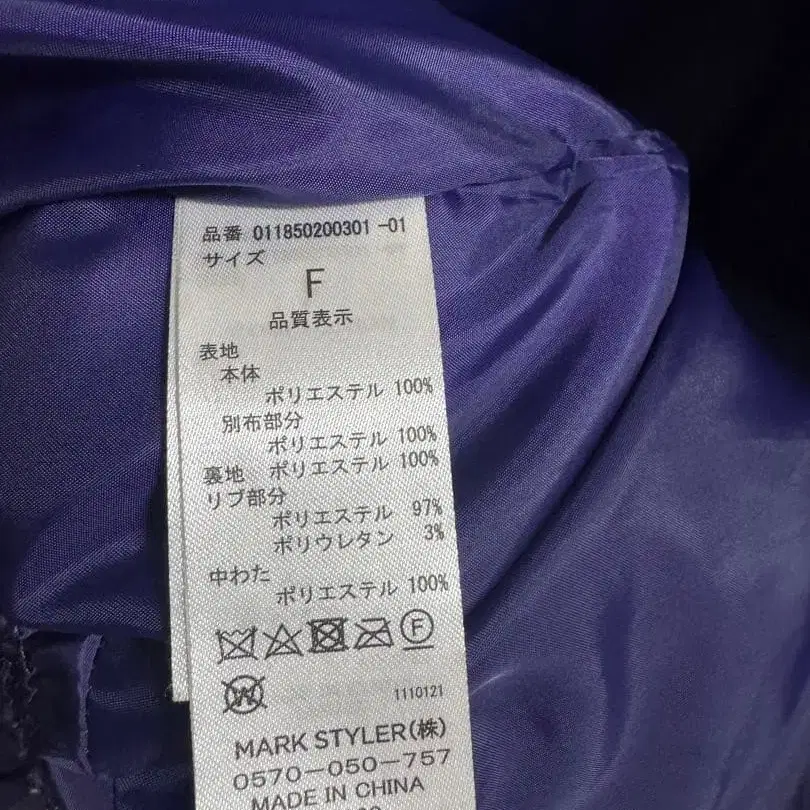 品番 011850200301 -01
サイズ
F
品質表示
表地
本体
ポリエステル 100%
別布部分
ポリエステル 100%
裏地 ポリエステル 100%
リブ部分
ポリエステル 97%
ポリウレタン 3%
中わた
ポリエステル 100%
F
W
1110121
MARK STYLER(株)
0570-050-757
MADE IN CHINA